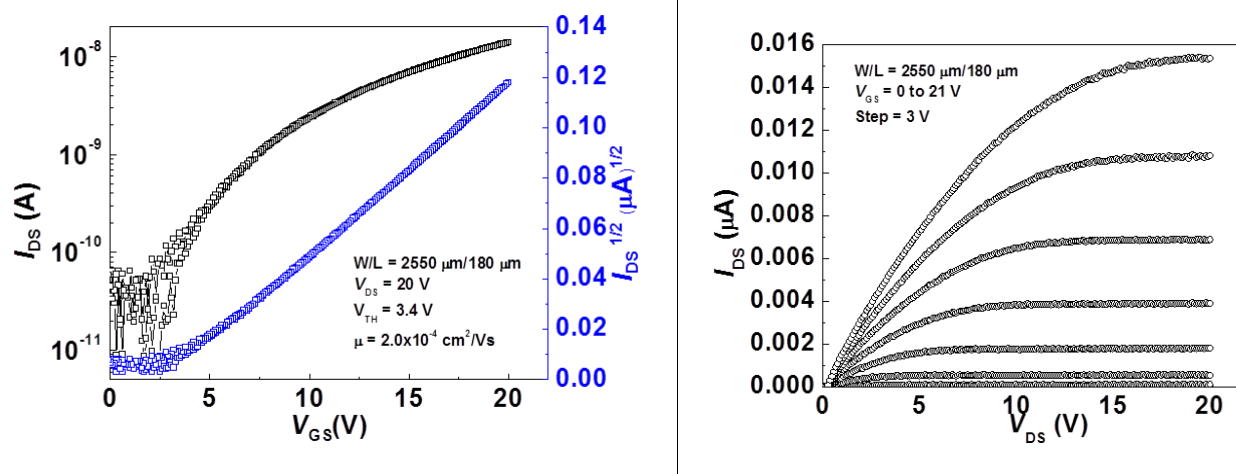 0.14
0.12
0.10
0.08
0.06
0.04
0.02
0.00
10⁻⁸
10⁻⁹
10⁻¹⁰
10⁻¹¹
I_DS (A)
I_DS^1/2 (μA)^1/2
W/L = 2550 μm/180 μm
V_DS = 20 V
V_TH = 3.4 V
μ = 2.0x10⁻⁴ cm²/Vs
0 5 10 15 20
V_GS(V)
0.016
0.014
0.012
0.010
0.008
0.006
0.004
0.002
0.000
I_DS (μA)
W/L = 2550 μm/180 μm
V_GS = 0 to 21 V
Step = 3 V
0 5 10 15 20
V_DS (V)